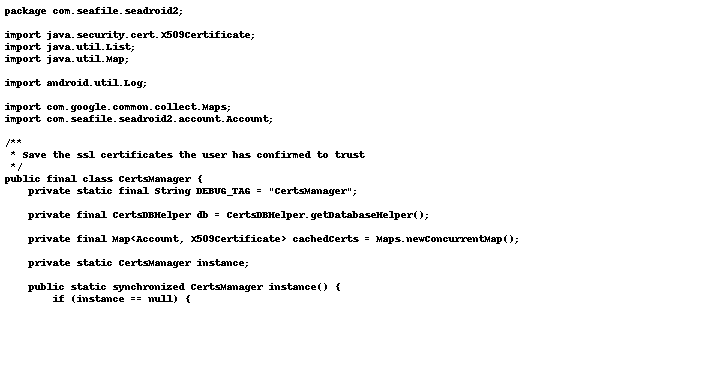 package com.seafile.seadroid2;
import java.security.cert.X509Certificate;
import java.util.List;
import java.util.Map;
import android.util.Log;
import com.google.common.collect.Maps;
import com.seafile.seadroid2.account.Account;
/**
 * Save the ssl certificates the user has confirmed to trust
 */
public final class CertsManager {
    private static final String DEBUG_TAG = "CertsManager";
    private final CertsDBHelper db = CertsDBHelper.getDatabaseHelper();
    private final Map<Account, X509Certificate> cachedCerts = Maps.newConcurrentMap();
    private static CertsManager instance;
    public static synchronized CertsManager instance() {
        if (instance == null) {